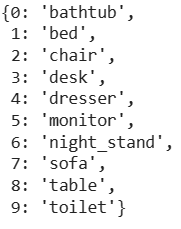 {0: 'bathtub',
1: 'bed',
2: 'chair',
3: 'desk',
4: 'dresser',
5: 'monitor',
6: 'night_stand',
7: 'sofa',
8: 'table',
9: 'toilet'}